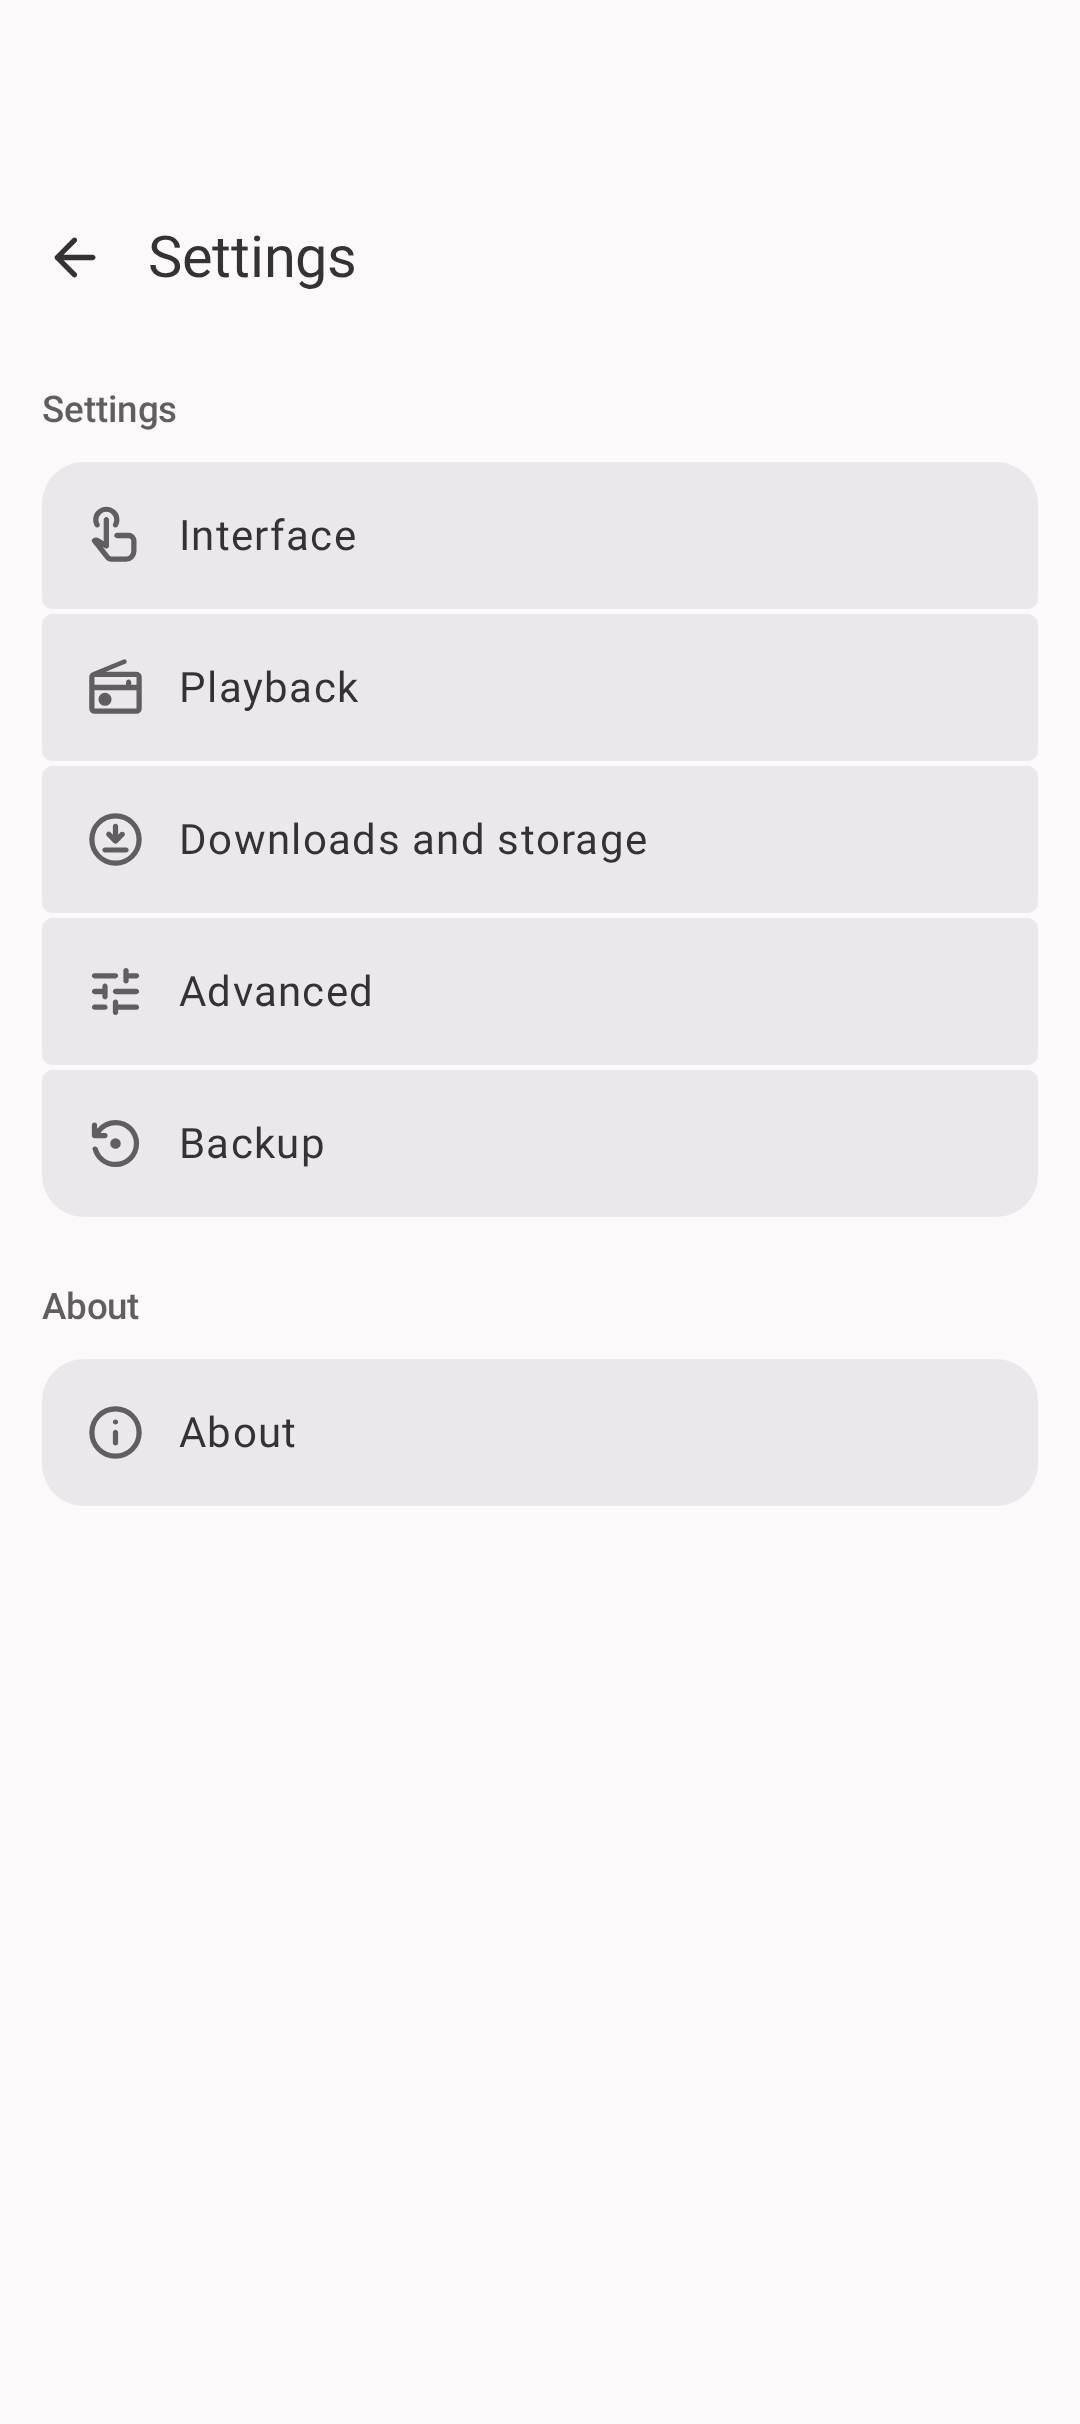 Settings
Settings
Interface
Playback
Downloads and storage
Advanced
Backup
About
About